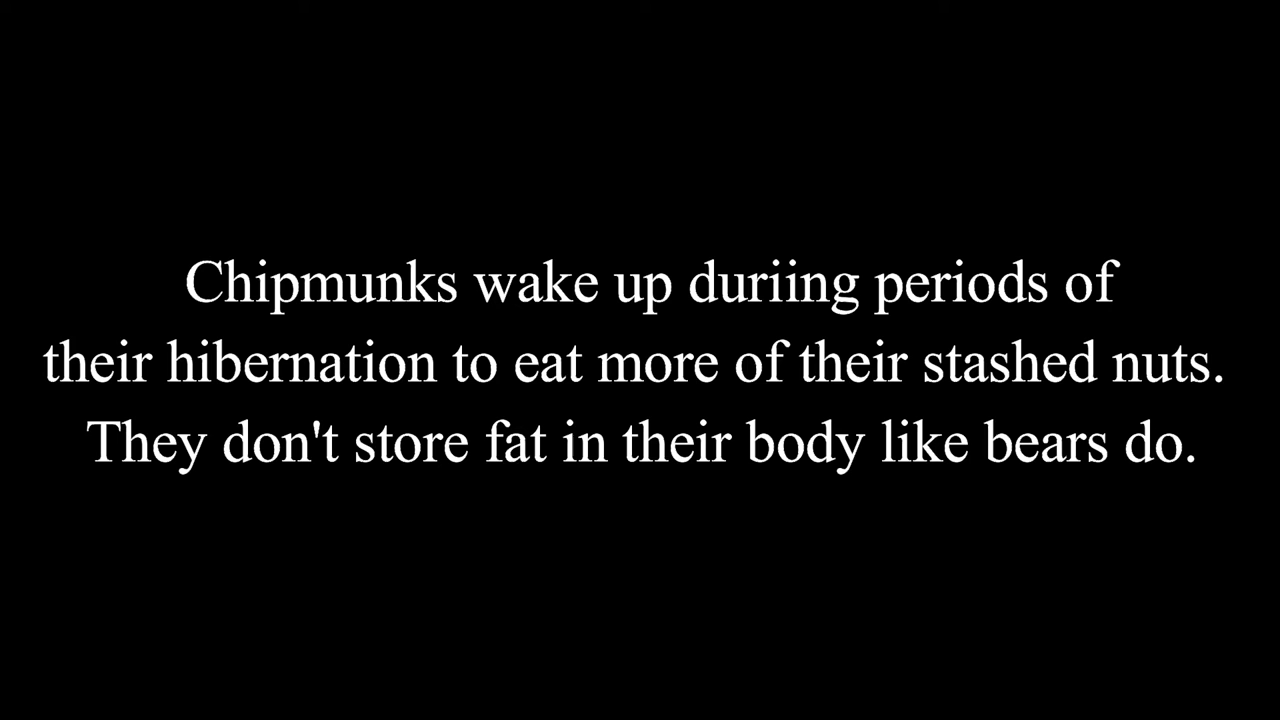 Chipmunks wake up duriing periods of
their hibernation to eat more of their stashed nuts.
They don't store fat in their body like bears do.